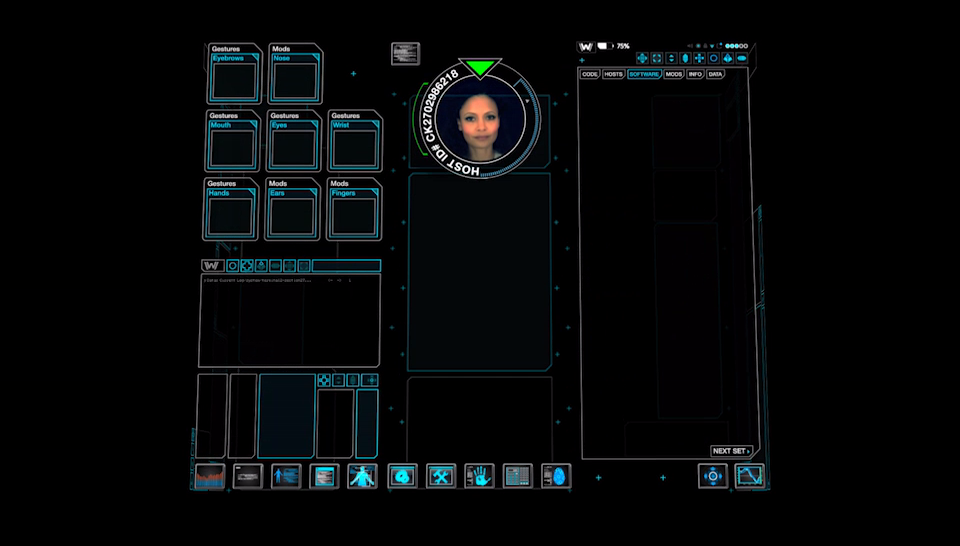 Gestures
Eyebrows
Mods
Nose
Gestures
Mouth
Gestures
Eyes
Gestures
Wrist
Gestures
Hands
Mods
Ears
Mods
Fingers
HOST ID# CK2702986218
W
75%
CODE
HOSTS
SOFTWARE
MODS
INFO
DATA
W
NEXT SET